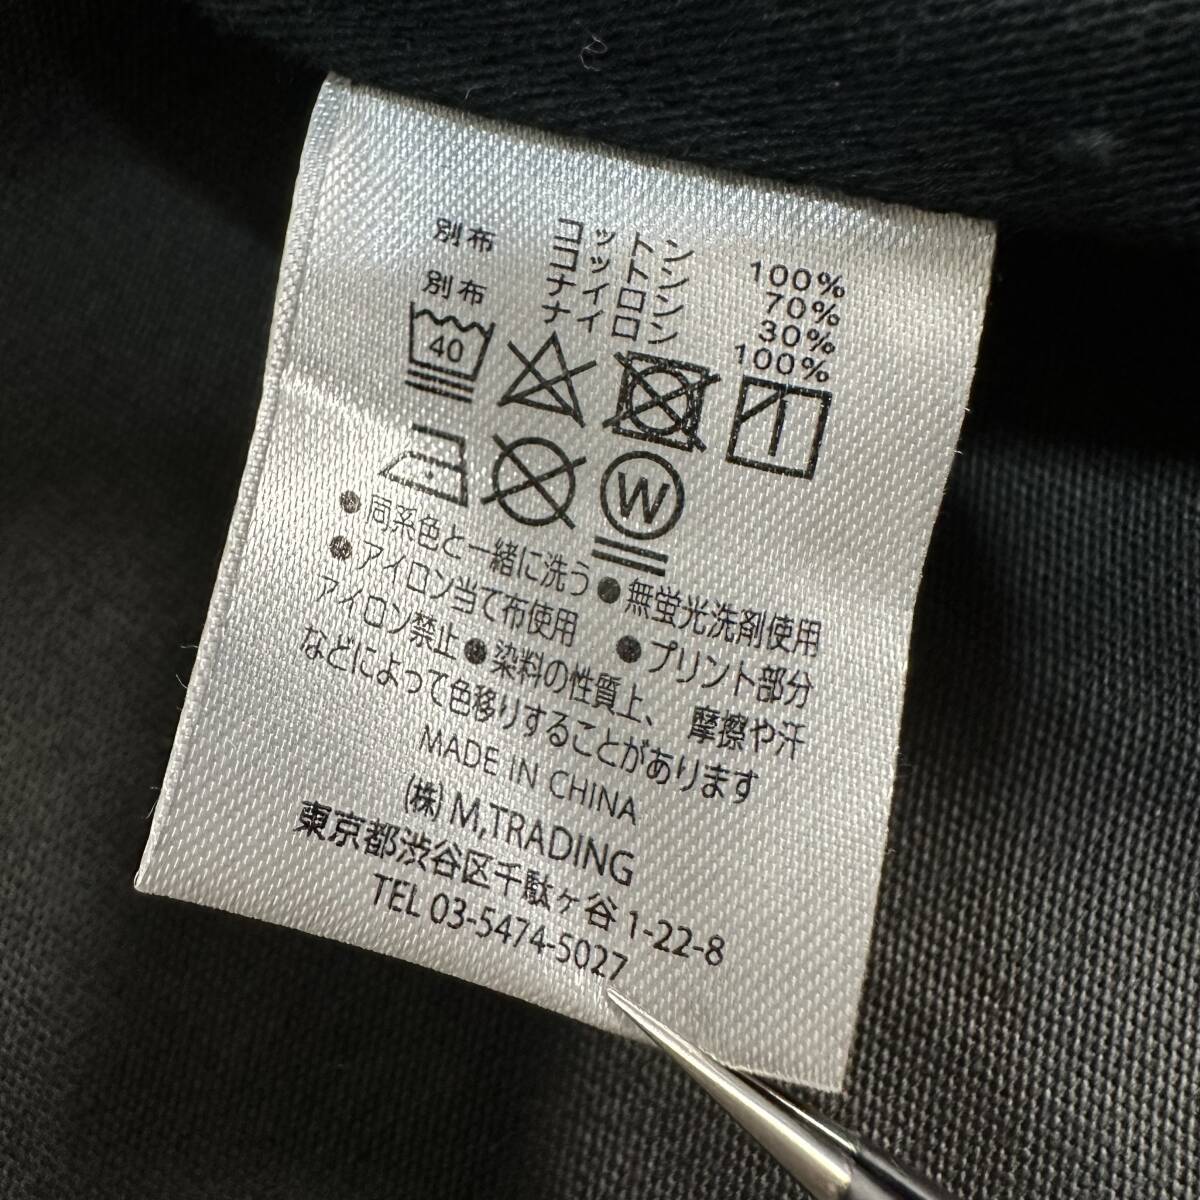 コットン 100%
別布 コットン 70%
ナイロン 30%
別布 ナイロン 100%
40
W
●同系色と一緒に洗う●無蛍光洗剤使用
●アイロン当て布使用 ●プリント部分
アイロン禁止●染料の性質上、摩擦や汗
などによって色移りすることがあります
MADE IN CHINA
(株) M,TRADING
東京都渋谷区千駄ヶ谷 1-22-8
TEL 03-5474-5027